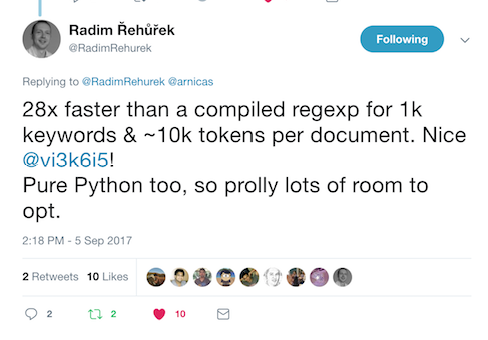 Radim Řehůřek
@RadimRehurek
Following
Replying to @RadimRehurek @arnicas
28x faster than a compiled regexp for 1k
keywords & ~10k tokens per document. Nice
@vi3k6i5!
Pure Python too, so prolly lots of room to
opt.
2:18 PM - 5 Sep 2017
2 Retweets 10 Likes
2 2 10